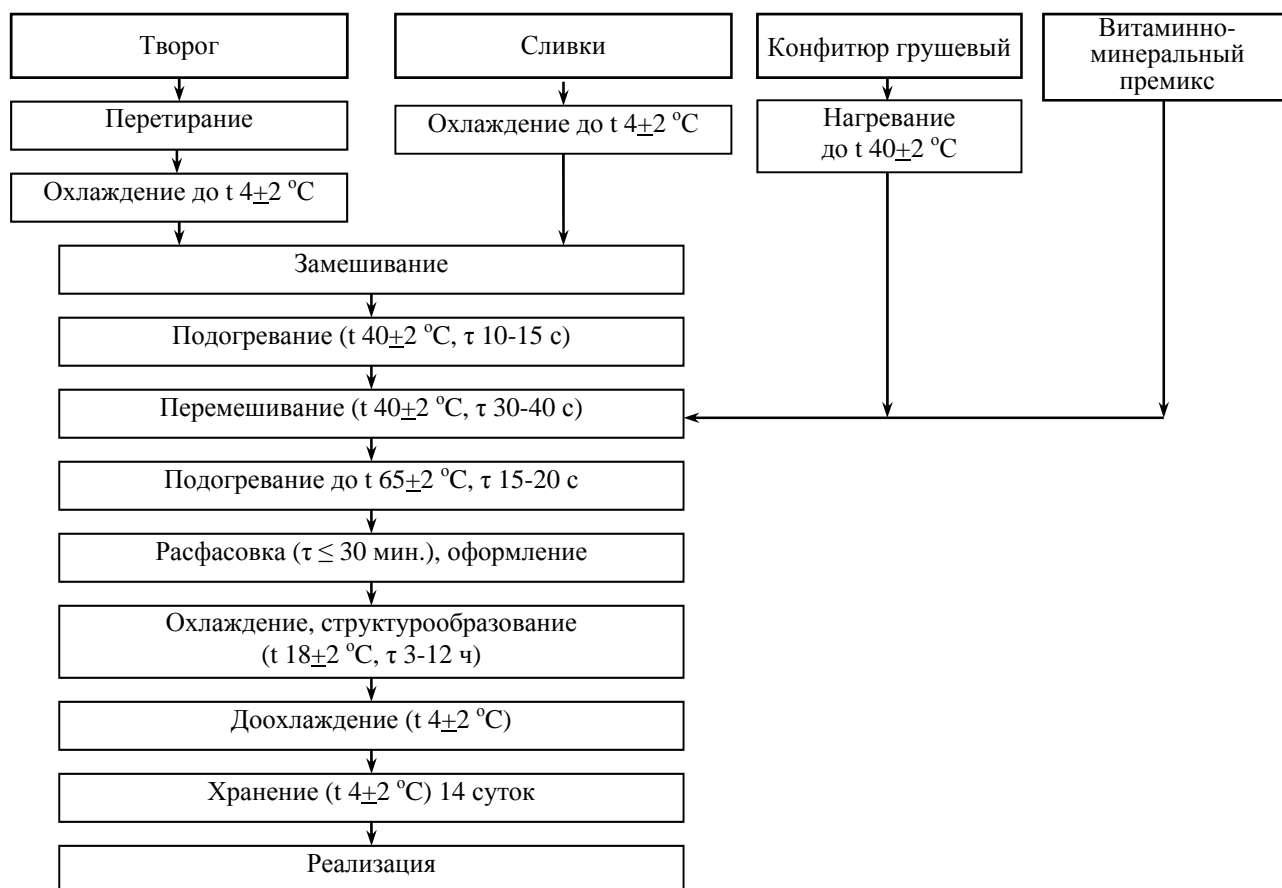 Творог
Сливки
Конфитюр грушевый
Витаминно-
минеральный
премикс
Перетирание
Охлаждение до t 4±2 °С
Нагревание
до t 40±2 °С
Охлаждение до t 4±2 °С
Замешивание
Подогревание (t 40±2 °С, τ 10-15 с)
Перемешивание (t 40±2 °С, τ 30-40 с)
Подогревание до t 65±2 °С, τ 15-20 с
Расфасовка (τ ≤ 30 мин.), оформление
Охлаждение, структурообразование
(t 18±2 °С, τ 3-12 ч)
Доохлаждение (t 4±2 °С)
Хранение (t 4±2 °С) 14 суток
Реализация